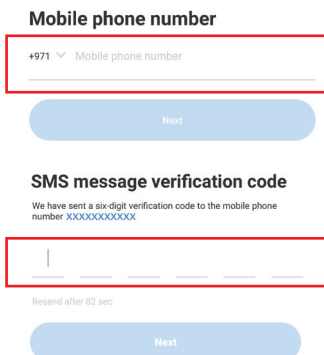 Mobile phone number
+971 Mobile phone number
Next
SMS message verification code
We have sent a six-digit verification code to the mobile phone
number XXXXXXXXXXX
Resend after 82 sec
Next